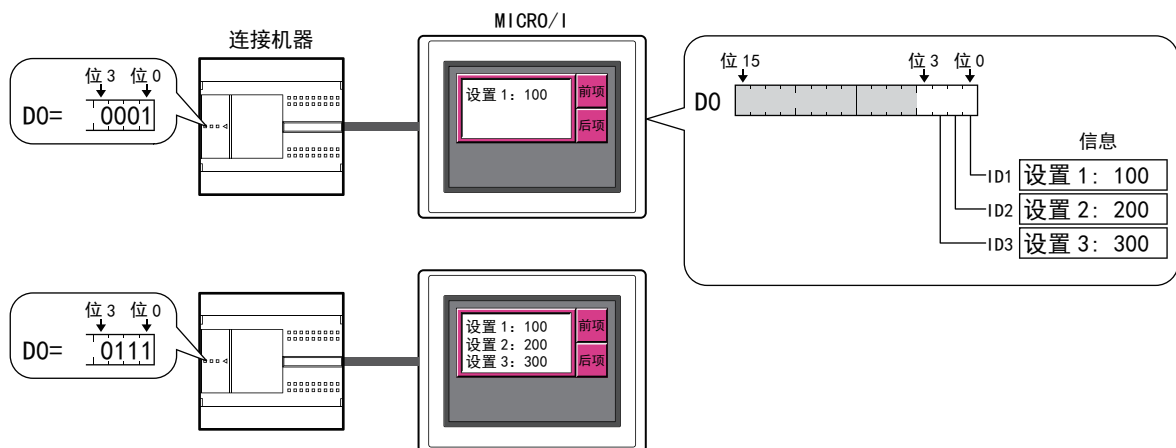 MICRO/I
连接机器
位 3 位 0
D0= 0001
设置 1: 100
前项
后项
位 15 位 3 位 0
D0
信息
ID1 设置 1: 100
ID2 设置 2: 200
ID3 设置 3: 300
位 3 位 0
D0= 0111
设置 1: 100
设置 2: 200
设置 3: 300
前项
后项